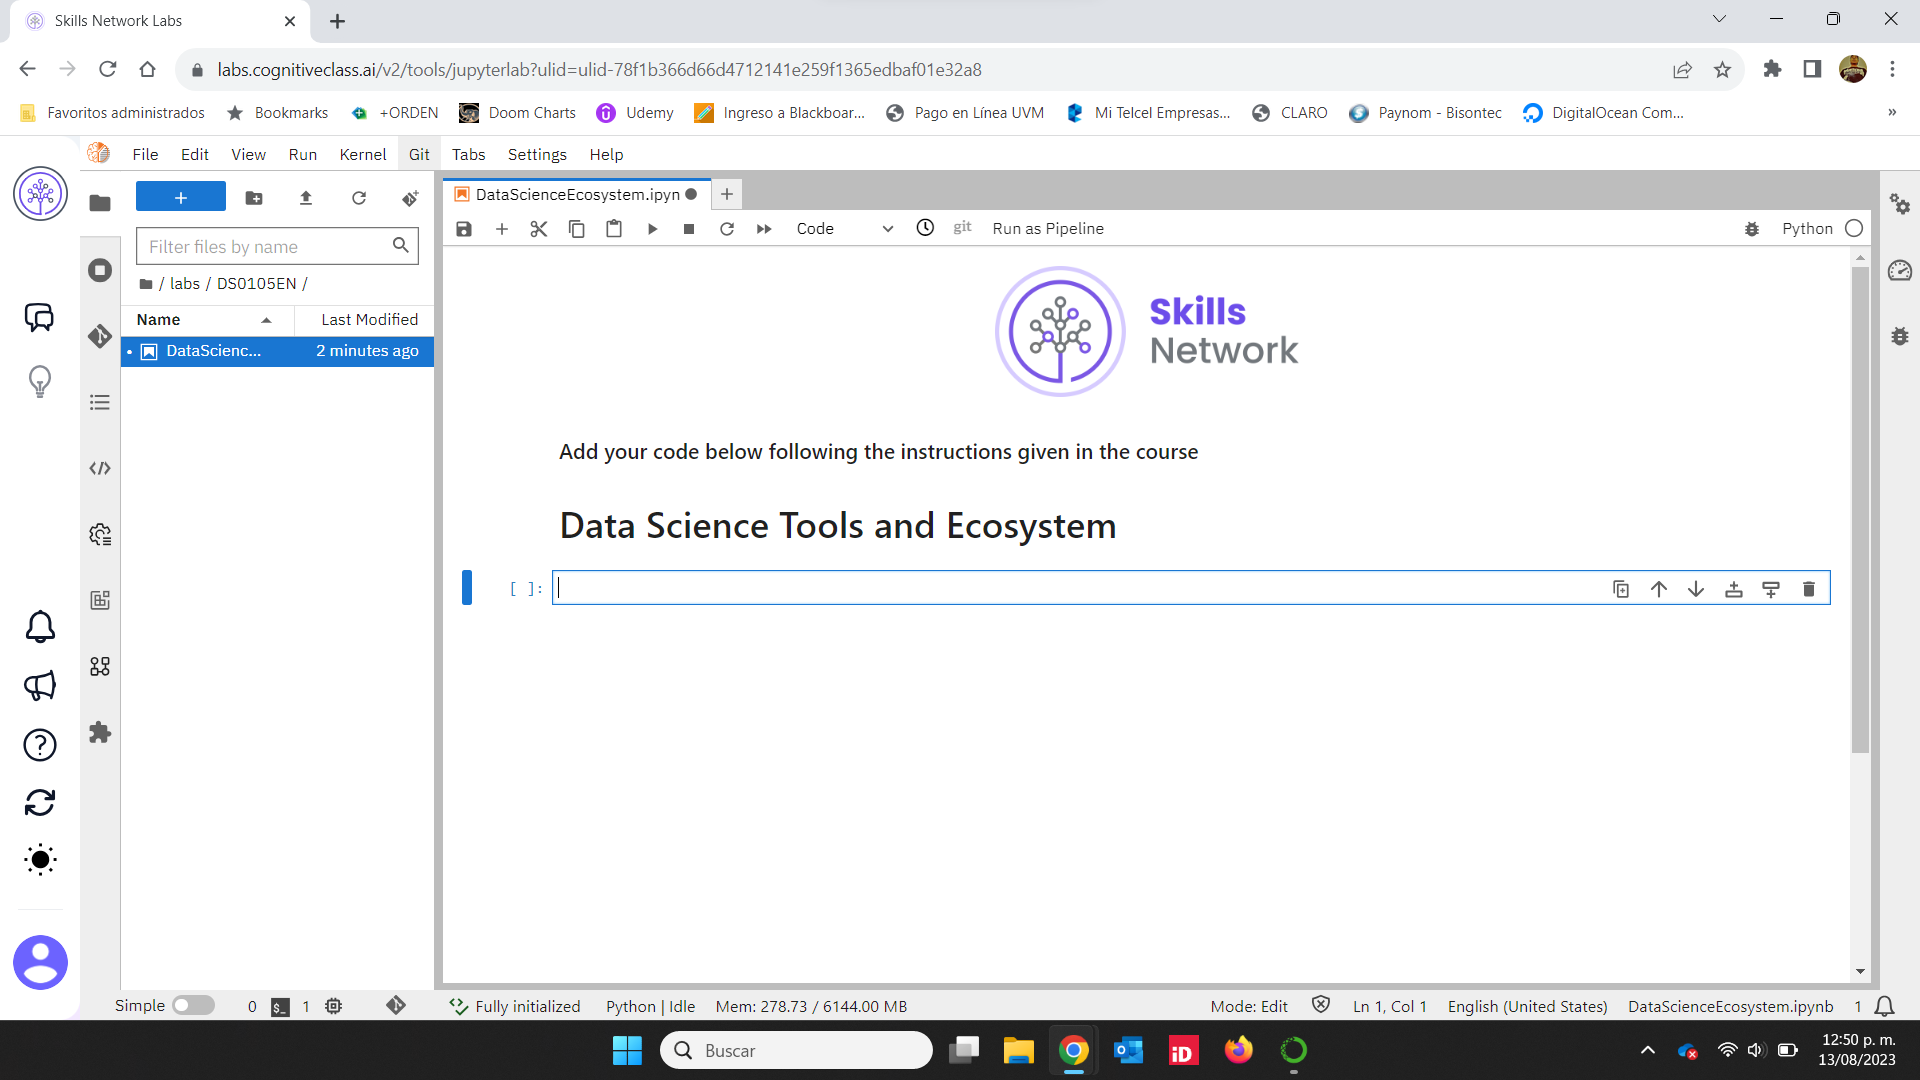 Skills Network Labs
labs.cognitiveclass.ai/v2/tools/jupyterlab?ulid=ulid-78f1b366d66d4712141e259f1365edbaf01e32a8
Favoritos administrados Bookmarks +ORDEN Doom Charts Udemy Ingreso a Blackboar... Pago en Línea UVM Mi Telcel Empresas... CLARO Paynom - Bisontec DigitalOcean Com... »
File Edit View Run Kernel Git Tabs Settings Help
DataScienceEcosystem.ipyn
Code git Run as Pipeline Python
Filter files by name
/ labs / DS0105EN /
Name Last Modified
DataScienc... 2 minutes ago
Skills
Network
Add your code below following the instructions given in the course
Data Science Tools and Ecosystem
[ ]:
Simple 0 $_ 1 Fully initialized Python | Idle Mem: 278.73 / 6144.00 MB Mode: Edit Ln 1, Col 1 English (United States) DataScienceEcosystem.ipynb 1
Buscar
iD
12:50 p. m.
13/08/2023